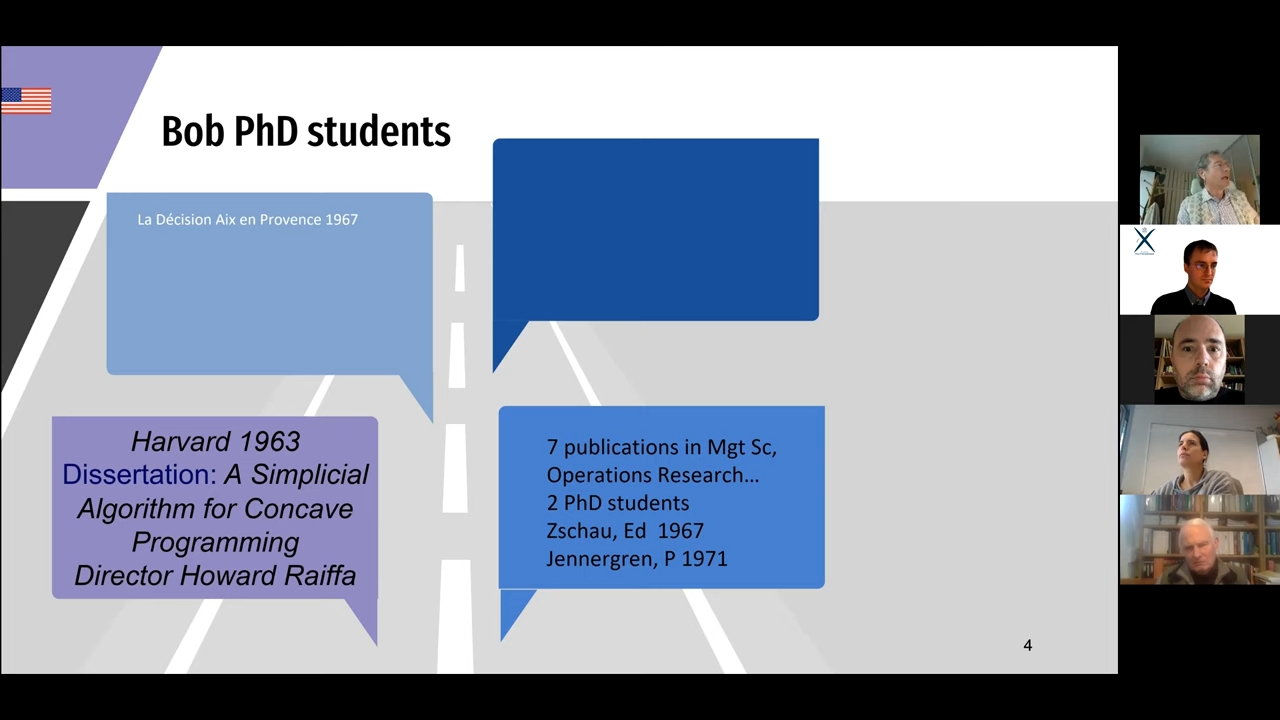 Bob PhD students
La Décision Aix en Provence 1967
Harvard 1963
Dissertation: A Simplicial
Algorithm for Concave
Programming
Director Howard Raiffa
7 publications in Mgt Sc,
Operations Research...
2 PhD students
Zschau, Ed 1967
Jennergren, P 1971
4